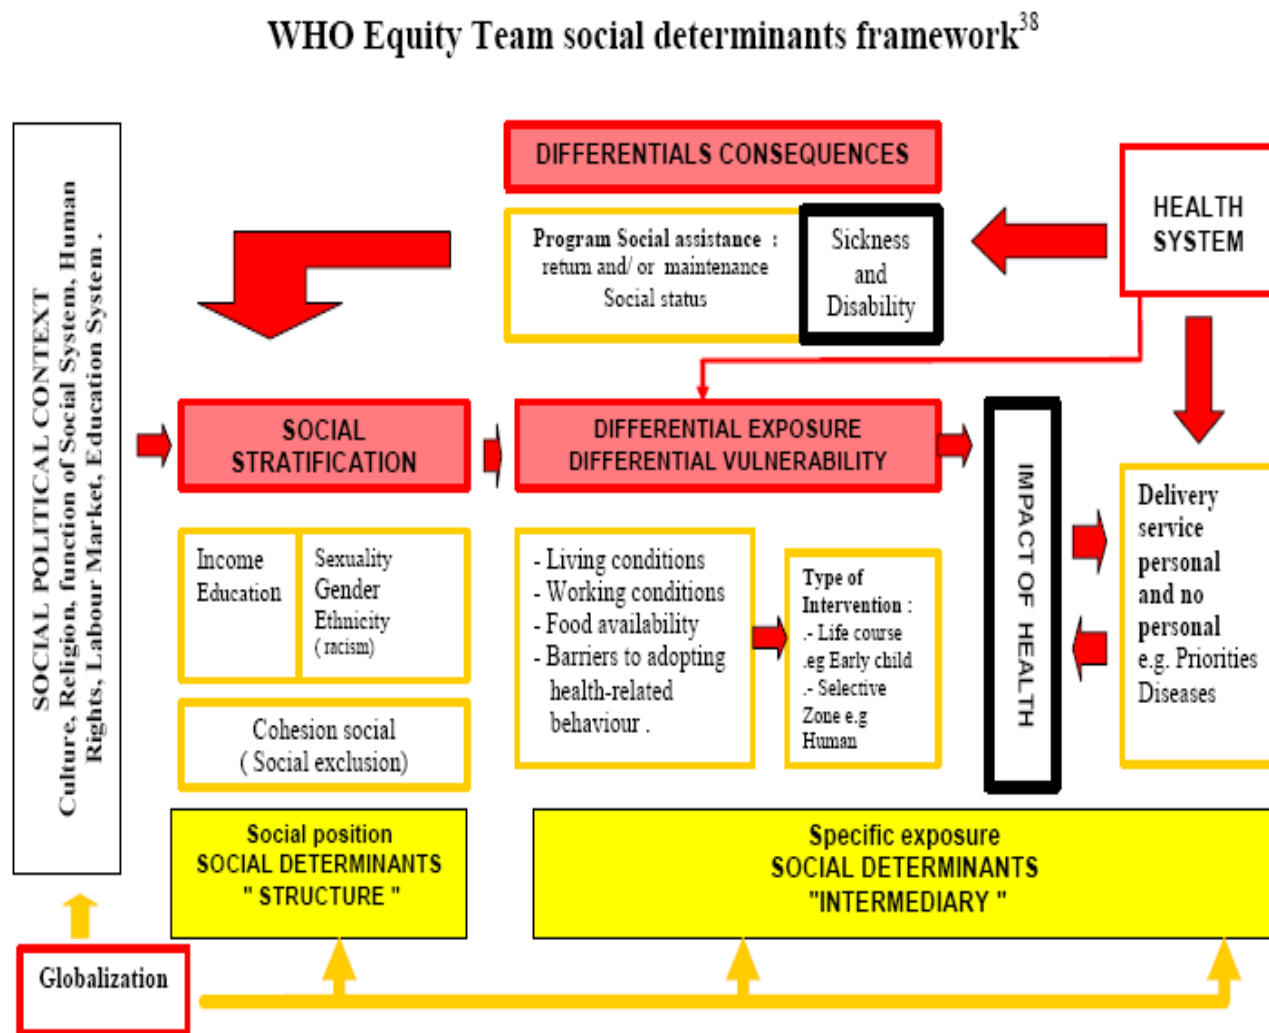 WHO Equity Team social determinants framework38
SOCIAL POLITICAL CONTEXT
Culture, Religion, function of Social System, Human
Rights, Labour Market, Education System .
DIFFERENTIALS CONSEQUENCES
Program Social assistance :
return and/ or maintenance
Social status
Sickness
and
Disability
HEALTH
SYSTEM
SOCIAL
STRATIFICATION
DIFFERENTIAL EXPOSURE
DIFFERENTIAL VULNERABILITY
IMPACT OF HEALTH
Income
Education
Sexuality
Gender
Ethnicity
( racism)
Cohesion social
( Social exclusion)
- Living conditions
- Working conditions
- Food availability
- Barriers to adopting
health-related
behaviour .
Type of
Intervention :
.- Life course
.eg Early child
.- Selective
Zone e.g
Human
Delivery
service
personal
and no
personal
e.g. Priorities
Diseases
Social position
SOCIAL DETERMINANTS
" STRUCTURE "
Specific exposure
SOCIAL DETERMINANTS
"INTERMEDIARY "
Globalization